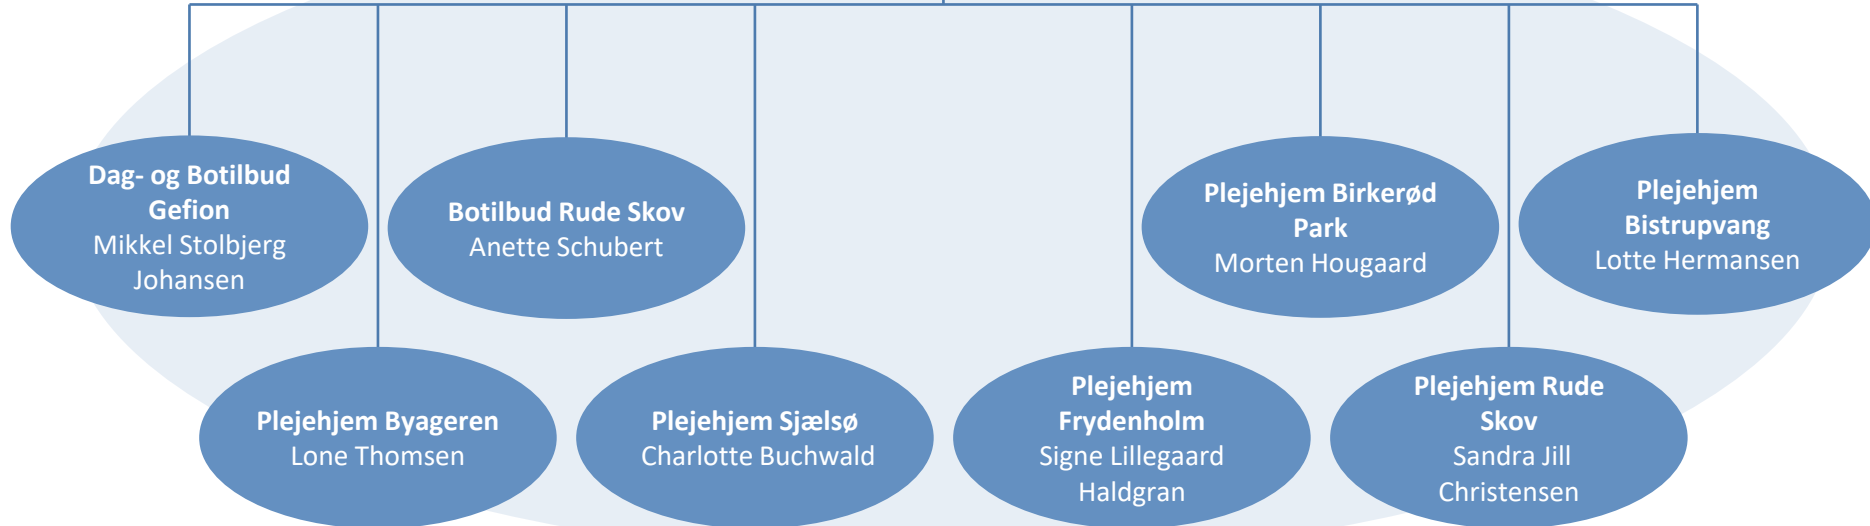 Dag- og Botilbud
Gefion
Mikkel Stolbjerg
Johansen
Botilbud Rude Skov
Anette Schubert
Plejehjem Birkerød
Park
Morten Hougaard
Plejehjem
Bistrupvang
Lotte Hermansen
Plejehjem Byageren
Lone Thomsen
Plejehjem Sjælsø
Charlotte Buchwald
Plejehjem
Frydenholm
Signe Lillegaard
Haldgran
Plejehjem Rude
Skov
Sandra Jill
Christensen